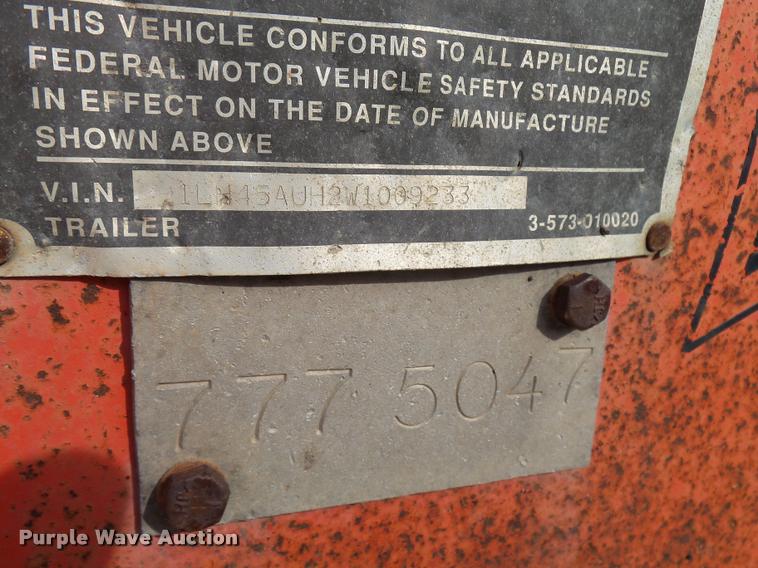 THIS VEHICLE CONFORMS TO ALL APPLICABLE
FEDERAL MOTOR VEHICLE SAFETY STANDARDS
IN EFFECT ON THE DATE OF MANUFACTURE
SHOWN ABOVE
V.I.N. 1LH45AUH2W1009233
TRAILER 3-573-010020
777 5047
Purple Wave Auction